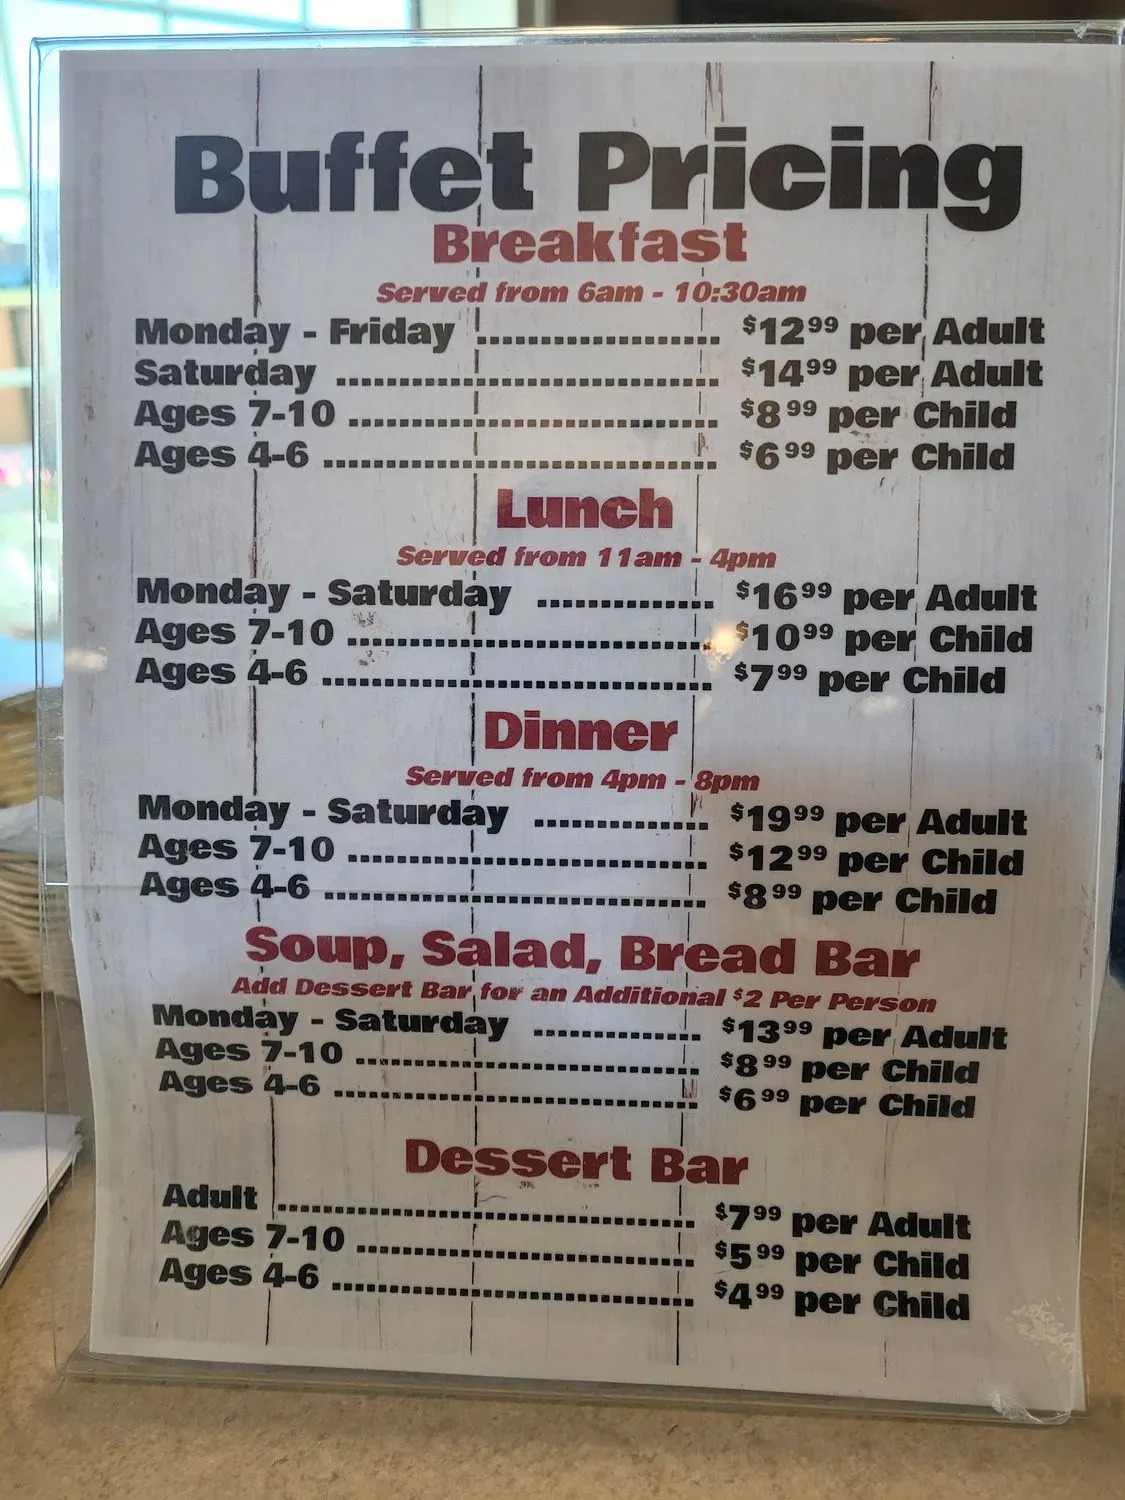 Buffet Pricing
Breakfast
Served from 6am - 10:30am
Monday - Friday ........................ $12.99 per Adult
Saturday ........................ $14.99 per Adult
Ages 7-10 ........................ $8.99 per Child
Ages 4-6 ........................ $6.99 per Child
Lunch
Served from 11am - 4pm
Monday - Saturday ............... $16.99 per Adult
Ages 7-10 ........................ $10.99 per Child
Ages 4-6 ........................ $7.99 per Child
Dinner
Served from 4pm - 8pm
Monday - Saturday ............... $19.99 per Adult
Ages 7-10 ........................ $12.99 per Child
Ages 4-6 ........................ $8.99 per Child
Soup, Salad, Bread Bar
Add Dessert Bar for an Additional $2 Per Person
Monday - Saturday ............... $13.99 per Adult
Ages 7-10 ........................ $8.99 per Child
Ages 4-6 ........................ $6.99 per Child
Dessert Bar
Adult ........................ $7.99 per Adult
Ages 7-10 ........................ $5.99 per Child
Ages 4-6 ........................ $4.99 per Child